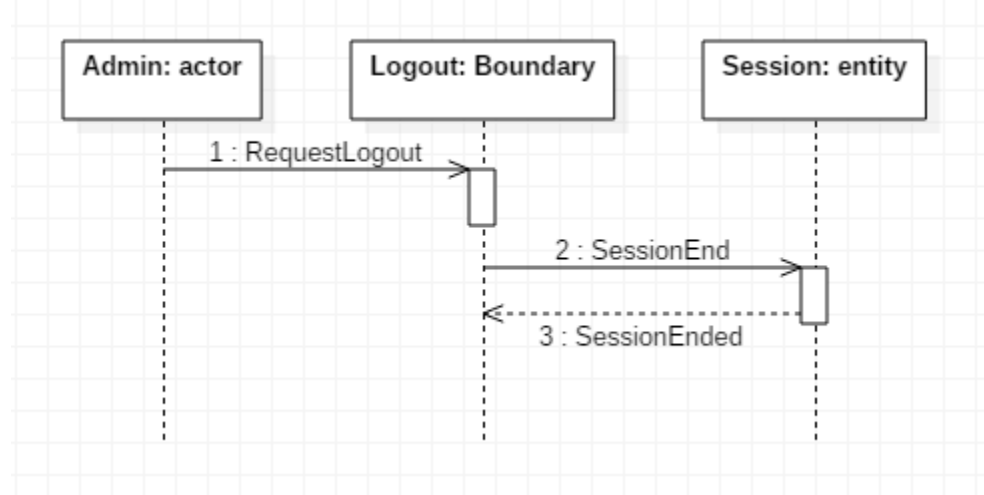 Admin: actor
Logout: Boundary
Session: entity
1 : RequestLogout
2 : SessionEnd
3 : SessionEnded